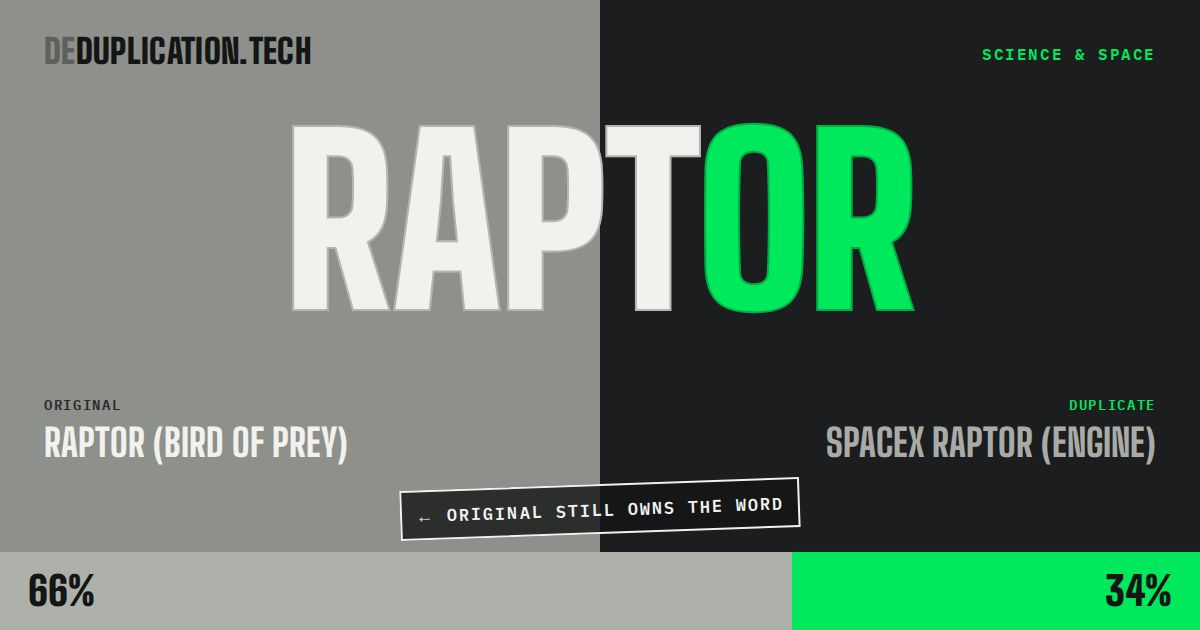 DEDUPLICATION.TECH
SCIENCE & SPACE
RAPTOR
ORIGINAL
RAPTOR (BIRD OF PREY)
DUPLICATE
SPACEX RAPTOR (ENGINE)
← ORIGINAL STILL OWNS THE WORD
66%
34%